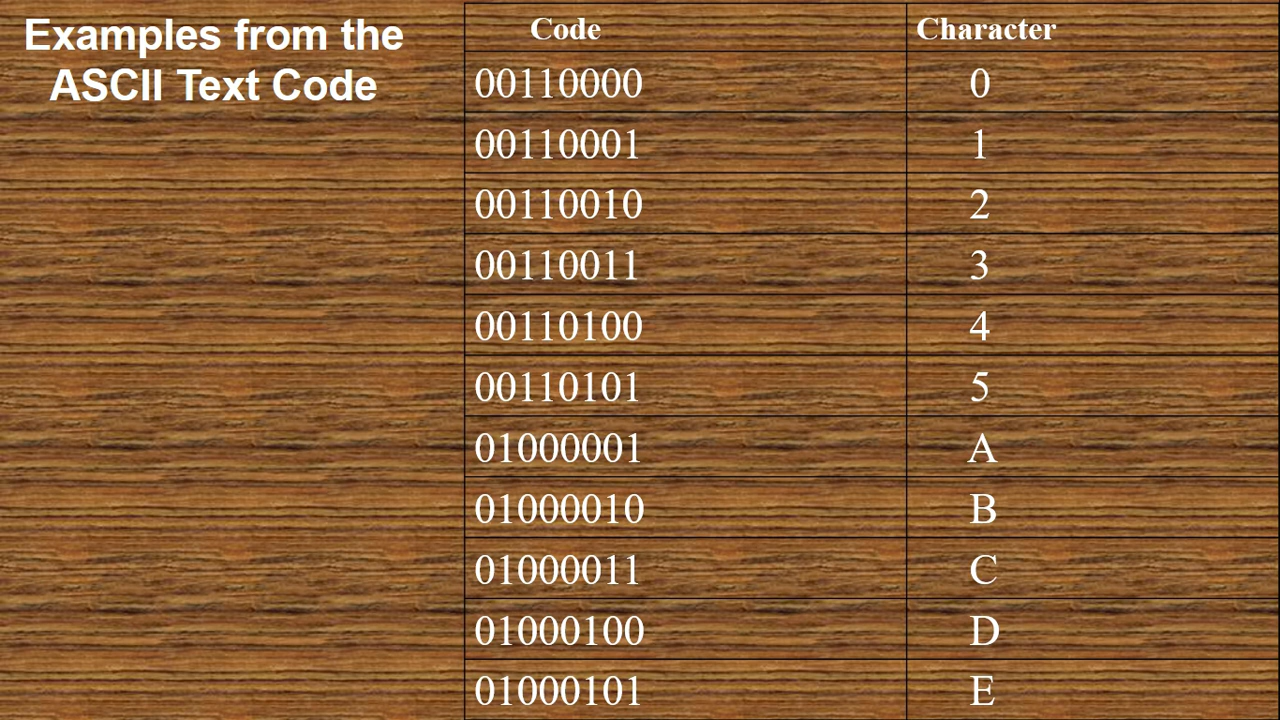 Examples from the
ASCII Text Code
Code Character
00110000 0
00110001 1
00110010 2
00110011 3
00110100 4
00110101 5
01000001 A
01000010 B
01000011 C
01000100 D
01000101 E